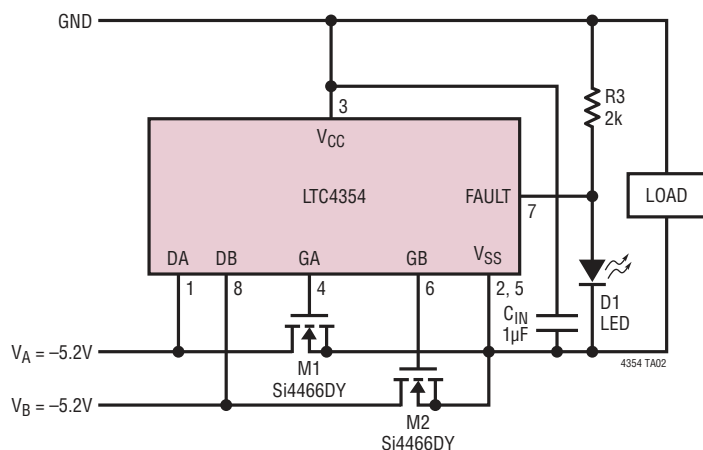 GND
3
VCC
R3
2k
LTC4354
FAULT
7
LOAD
DA
DB
GA
GB
VSS
1
8
4
6
2, 5
CIN
1µF
D1
LED
VA = –5.2V
M1
Si4466DY
4354 TA02
VB = –5.2V
M2
Si4466DY